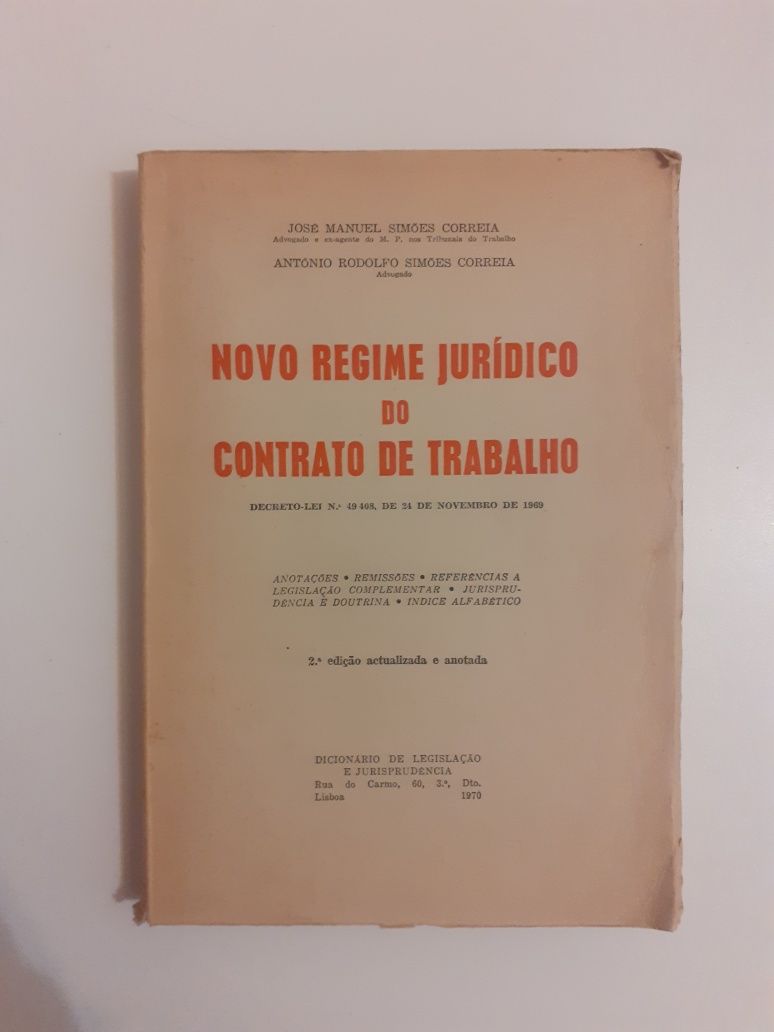 JOSÉ MANUEL SIMÕES CORREIA
Advogado e ex-agente do M. P. nos Tribunais do Trabalho
ANTÓNIO RODOLFO SIMÕES CORREIA
Advogado
NOVO REGIME JURÍDICO
DO
CONTRATO DE TRABALHO
DECRETO-LEI N.º 49 408, DE 24 DE NOVEMBRO DE 1969
ANOTAÇÕES • REMISSÕES • REFERÊNCIAS A
LEGISLAÇÃO COMPLEMENTAR • JURISPRU-
DÊNCIA E DOUTRINA • INDICE ALFABÉTICO
2.ª edição actualizada e anotada
DICIONÁRIO DE LEGISLAÇÃO
E JURISPRUDÊNCIA
Rua do Carmo, 60, 3.º, Dto.
Lisboa 1970